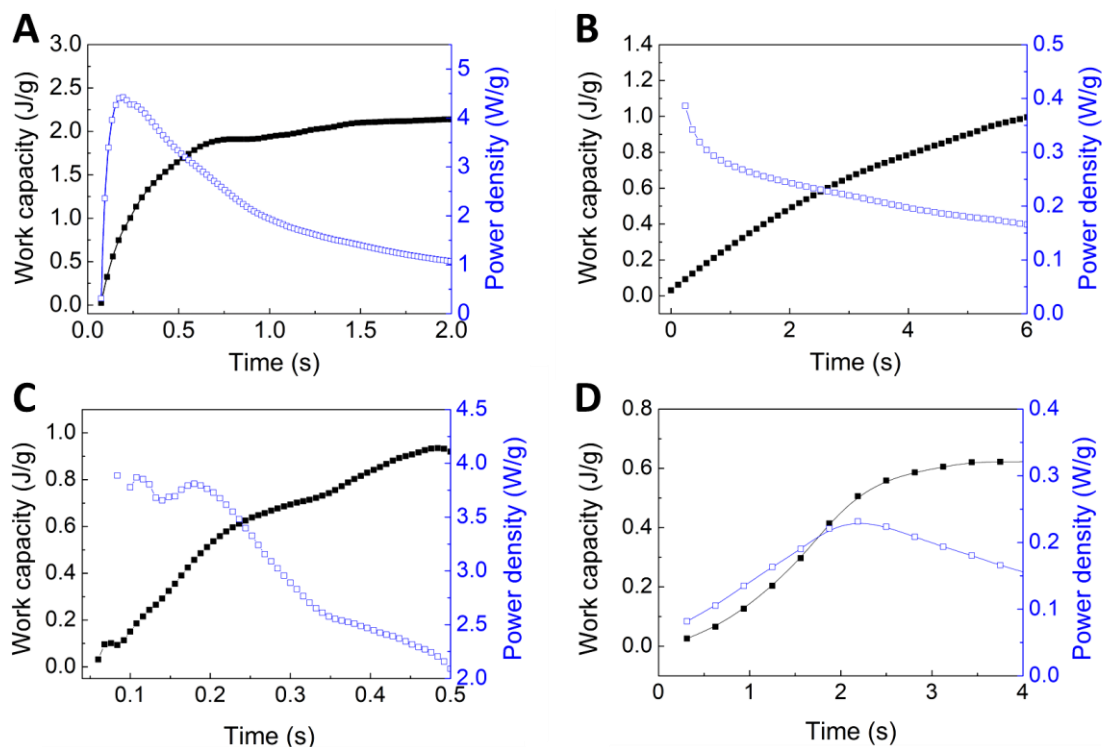 A
B
3.0
2.5
2.0
1.5
1.0
0.5
0.0
Work capacity (J/g)
5
4
3
2
1
0
Power density (W/g)
0.0 0.5 1.0 1.5 2.0
Time (s)
1.4
1.2
1.0
0.8
0.6
0.4
0.2
0.0
Work capacity (J/g)
0.5
0.4
0.3
0.2
0.1
0.0
Power density (W/g)
0 2 4 6
Time (s)
C
D
1.0
0.8
0.6
0.4
0.2
0.0
Work capacity (J/g)
4.5
4.0
3.5
3.0
2.5
2.0
Power density (W/g)
0.1 0.2 0.3 0.4 0.5
Time (s)
0.8
0.6
0.4
0.2
0.0
Work capacity (J/g)
0.4
0.3
0.2
0.1
0.0
Power density (W/g)
0 1 2 3 4
Time (s)